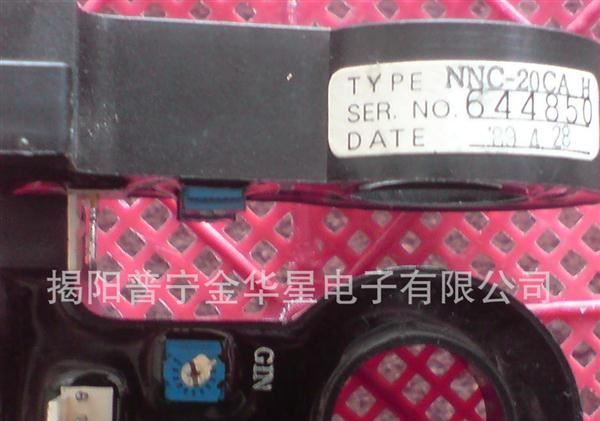 TYPE NNC-20CA H
SER. NO. 644850
DATE '89 4.28
揭阳普宁金华星电子有限公司
GIN